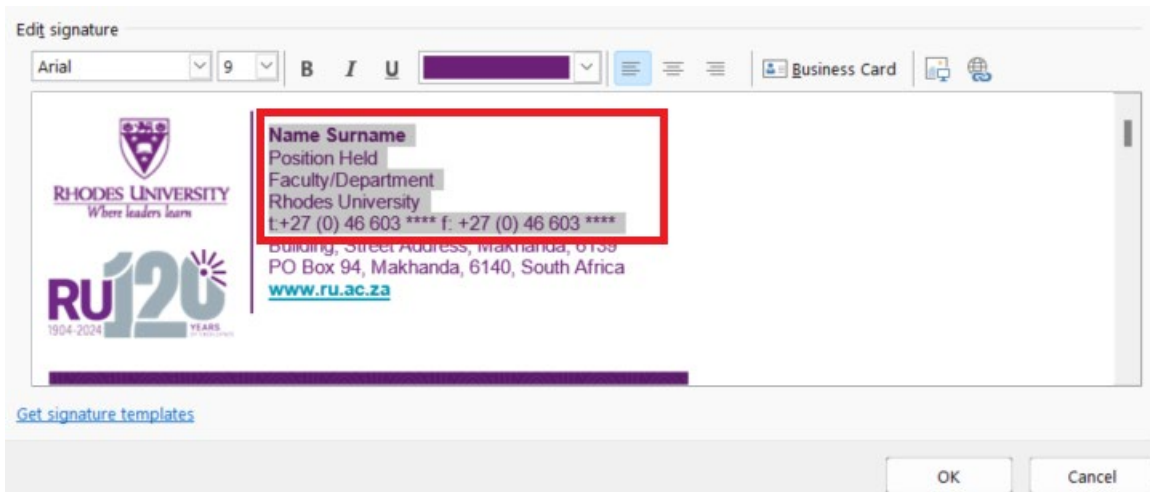 Edit signature
Arial 9 B I U Business Card
RHODES UNIVERSITY
Where leaders learn
RU120
1904-2024 YEARS
Name Surname
Position Held
Faculty/Department
Rhodes University
t:+27 (0) 46 603 **** f: +27 (0) 46 603 ****
Building, Street Address, Makhanda, 6139
PO Box 94, Makhanda, 6140, South Africa
www.ru.ac.za
Get signature templates
OK Cancel